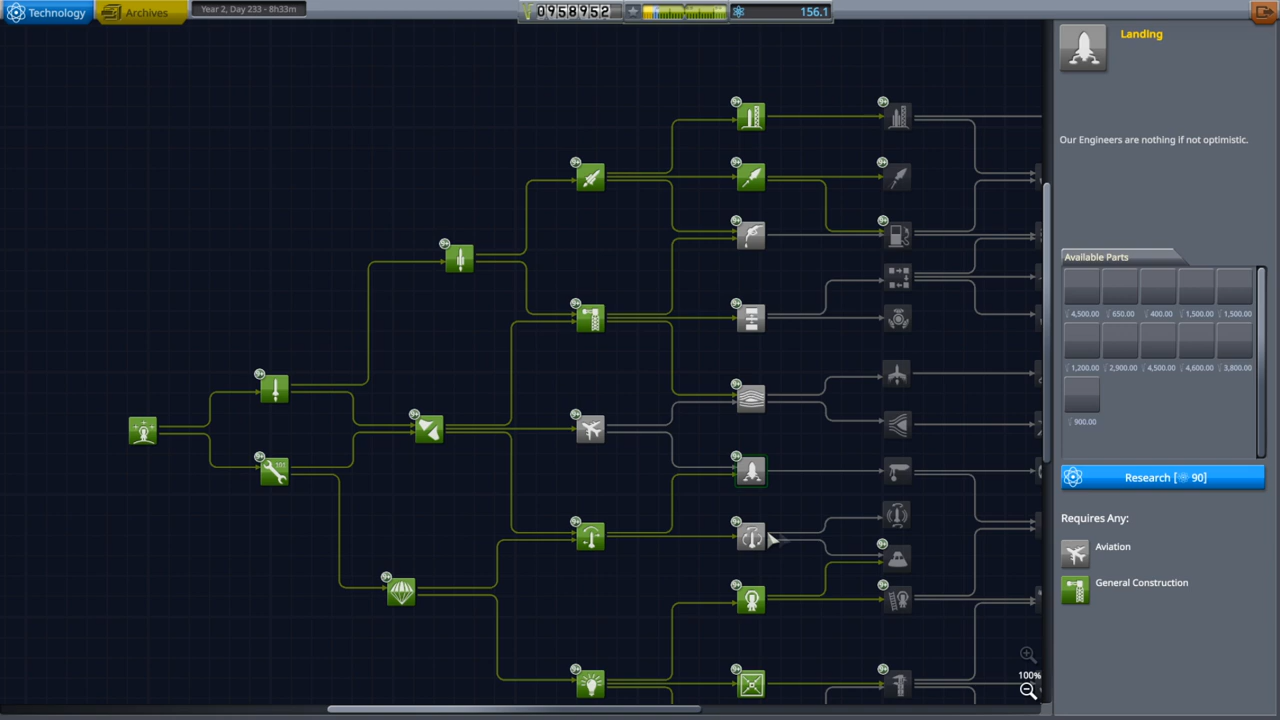 Technology
Archives
Year 2, Day 233 - 8h33m
0958952
156.1
Landing
Our Engineers are nothing if not optimistic.
Available Parts
4,500.00 650.00 400.00 1,500.00 1,500.00
1,200.00 2,900.00 4,500.00 4,600.00 3,800.00
900.00
Research [ 90]
Requires Any:
Aviation
General Construction
101
100%